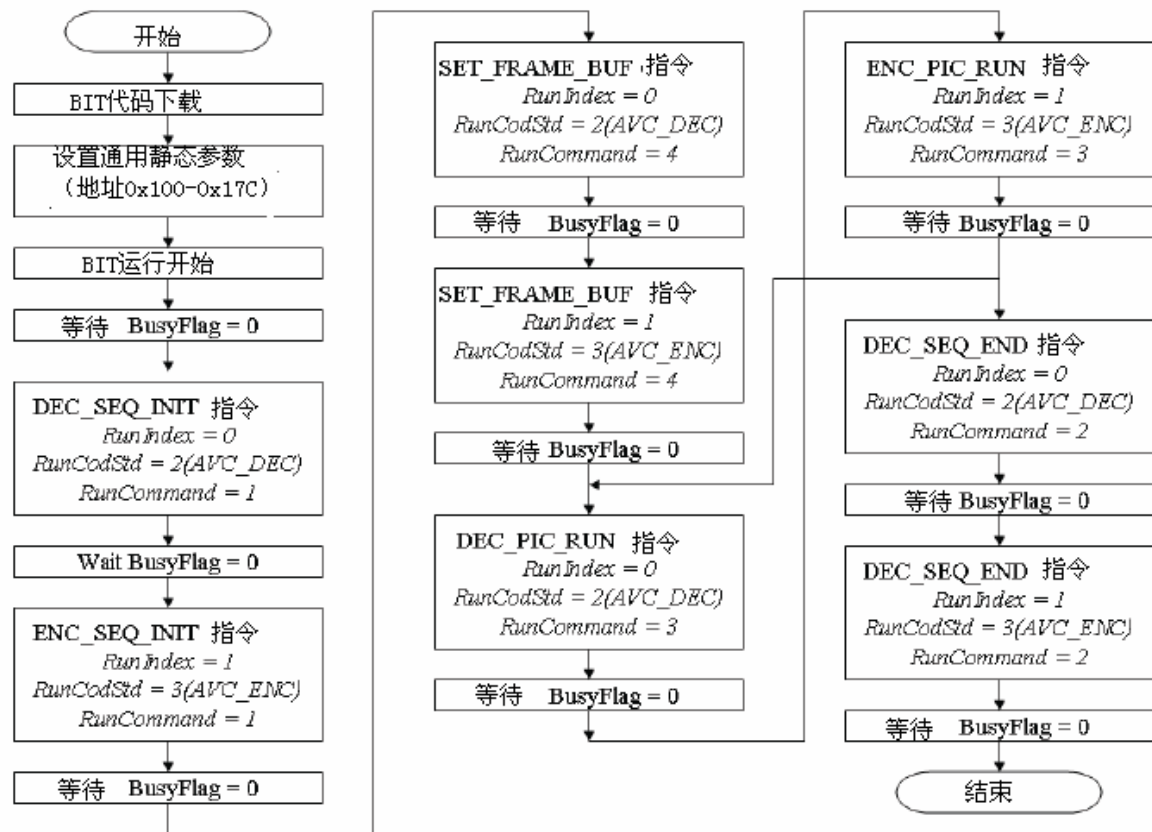 开始
BIT代码下载
设置通用静态参数
(地址0x100-0x17C)
BIT运行开始
等待 BusyFlag = 0
DEC_SEQ_INIT 指令
RunIndex = 0
RunCodStd = 2(AVC_DEC)
RunCommand = 1
Wait BusyFlag = 0
ENC_SEQ_INIT 指令
RunIndex = 1
RunCodStd = 3(AVC_ENC)
RunCommand = 1
等待 BusyFlag = 0
SET_FRAME_BUF 指令
RunIndex = 0
RunCodStd = 2(AVC_DEC)
RunCommand = 4
等待 BusyFlag = 0
SET_FRAME_BUF 指令
RunIndex = 1
RunCodStd = 3(AVC_ENC)
RunCommand = 4
等待 BusyFlag = 0
DEC_PIC_RUN 指令
RunIndex = 0
RunCodStd = 2(AVC_DEC)
RunCommand = 3
等待 BusyFlag = 0
ENC_PIC_RUN 指令
RunIndex = 1
RunCodStd = 3(AVC_ENC)
RunCommand = 3
等待 BusyFlag = 0
DEC_SEQ_END 指令
RunIndex = 0
RunCodStd = 2(AVC_DEC)
RunCommand = 2
等待 BusyFlag = 0
DEC_SEQ_END 指令
RunIndex = 1
RunCodStd = 3(AVC_ENC)
RunCommand = 2
等待 BusyFlag = 0
结束